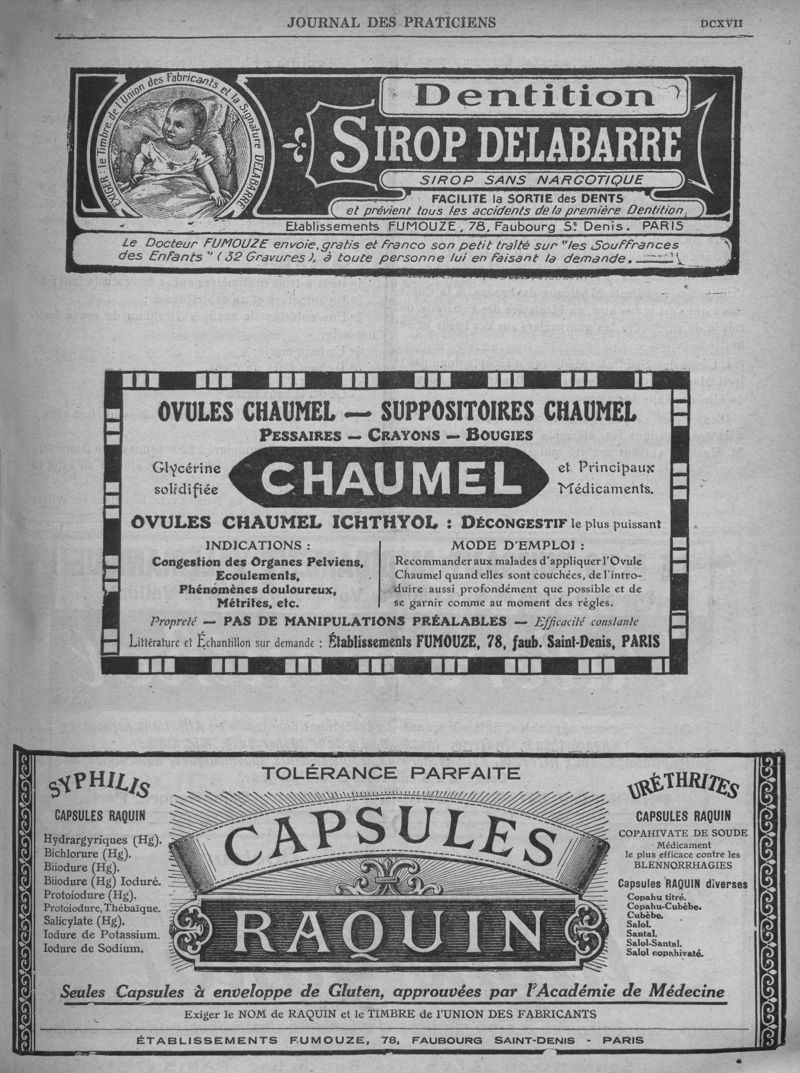 JOURNAL DES PRATICIENS
DCXVII
EXIGER: le Timbre de l'Union des Fabricants et la Signature DELABARRE
Dentition
SIROP DELABARRE
SIROP SANS NARCOTIQUE
FACILITE la SORTIE des DENTS
et prévient tous les accidents de la première Dentition,
Etablissements FUMOUZE, 78, Faubourg St Denis. PARIS
Le Docteur FUMOUZE envoie, gratis et franco son petit traité sur "les Souffrances
des Enfants" (32 Gravures), à toute personne lui en faisant la demande.
OVULES CHAUMEL — SUPPOSITOIRES CHAUMEL
PESSAIRES — CRAYONS — BOUGIES
Glycérine
solidifiée
CHAUMEL
et Principaux
Médicaments.
OVULES CHAUMEL ICHTHYOL : DÉCONGESTIF le plus puissant
INDICATIONS :
Congestion des Organes Pelviens,
Ecoulements,
Phénomènes douloureux,
Métrites, etc.
MODE D'EMPLOI :
Recommander aux malades d'appliquer l'Ovule
Chaumel quand elles sont couchées, de l'intro-
duire aussi profondément que possible et de
se garnir comme au moment des règles.
Propreté — PAS DE MANIPULATIONS PRÉALABLES — Efficacité constante
Littérature et Échantillon sur demande : Établissements FUMOUZE, 78, faub. Saint-Denis, PARIS
TOLÉRANCE PARFAITE
SYPHILIS
CAPSULES RAQUIN
Hydrargyriques (Hg).
Bichlorure (Hg).
Biiodure (Hg).
Biiodure (Hg) Ioduré.
Protoiodure (Hg).
Protoiodure, Thébaïque.
Salicylate (Hg).
Iodure de Potassium.
Iodure de Sodium.
CAPSULES
RAQUIN
URÉTHRITES
CAPSULES RAQUIN
COPAHIVATE DE SOUDE
Médicament
le plus efficace contre les
BLENNORRHAGIES
Capsules RAQUIN diverses
Copahu titré.
Copahu-Cubèbe.
Cubèbe.
Salol.
Santal.
Salol-Santal.
Salol copahivaté.
Seules Capsules à enveloppe de Gluten, approuvées par l'Académie de Médecine
Exiger le NOM de RAQUIN et le TIMBRE de l'UNION DES FABRICANTS
ÉTABLISSEMENTS FUMOUZE, 78, FAUBOURG SAINT-DENIS - PARIS